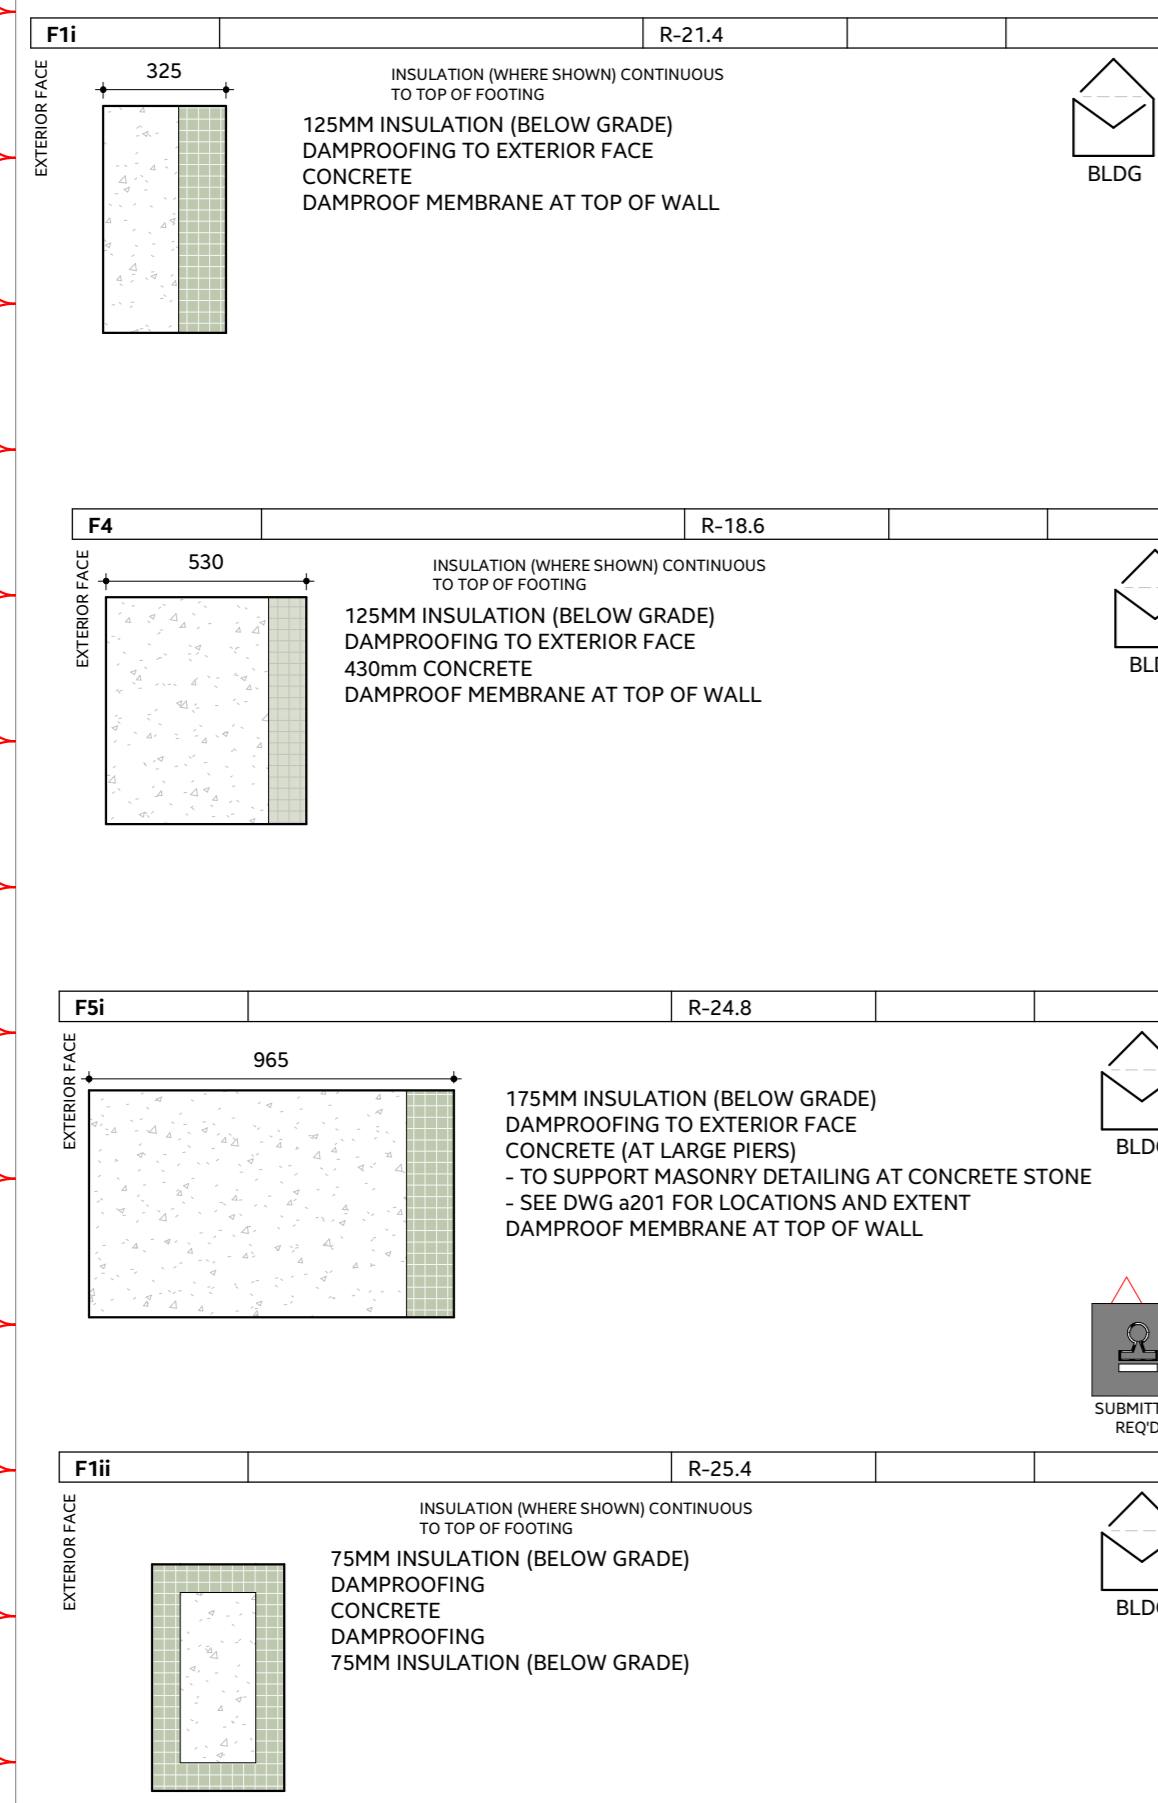 F1i
R-21.4
EXTERIOR FACE
325
INSULATION (WHERE SHOWN) CONTINUOUS
TO TOP OF FOOTING
125MM INSULATION (BELOW GRADE)
DAMPROOFING TO EXTERIOR FACE
CONCRETE
DAMPROOF MEMBRANE AT TOP OF WALL
BLDG
F4
R-18.6
EXTERIOR FACE
530
INSULATION (WHERE SHOWN) CONTINUOUS
TO TOP OF FOOTING
125MM INSULATION (BELOW GRADE)
DAMPROOFING TO EXTERIOR FACE
430mm CONCRETE
DAMPROOF MEMBRANE AT TOP OF WALL
F5i
R-24.8
EXTERIOR FACE
965
175MM INSULATION (BELOW GRADE)
DAMPROOFING TO EXTERIOR FACE
CONCRETE (AT LARGE PIERS)
- TO SUPPORT MASONRY DETAILING AT CONCRETE STONE
- SEE DWG a201 FOR LOCATIONS AND EXTENT
DAMPROOF MEMBRANE AT TOP OF WALL
SUBMITT
REQ'D
F1ii
R-25.4
EXTERIOR FACE
INSULATION (WHERE SHOWN) CONTINUOUS
TO TOP OF FOOTING
75MM INSULATION (BELOW GRADE)
DAMPROOFING
CONCRETE
DAMPROOFING
75MM INSULATION (BELOW GRADE)